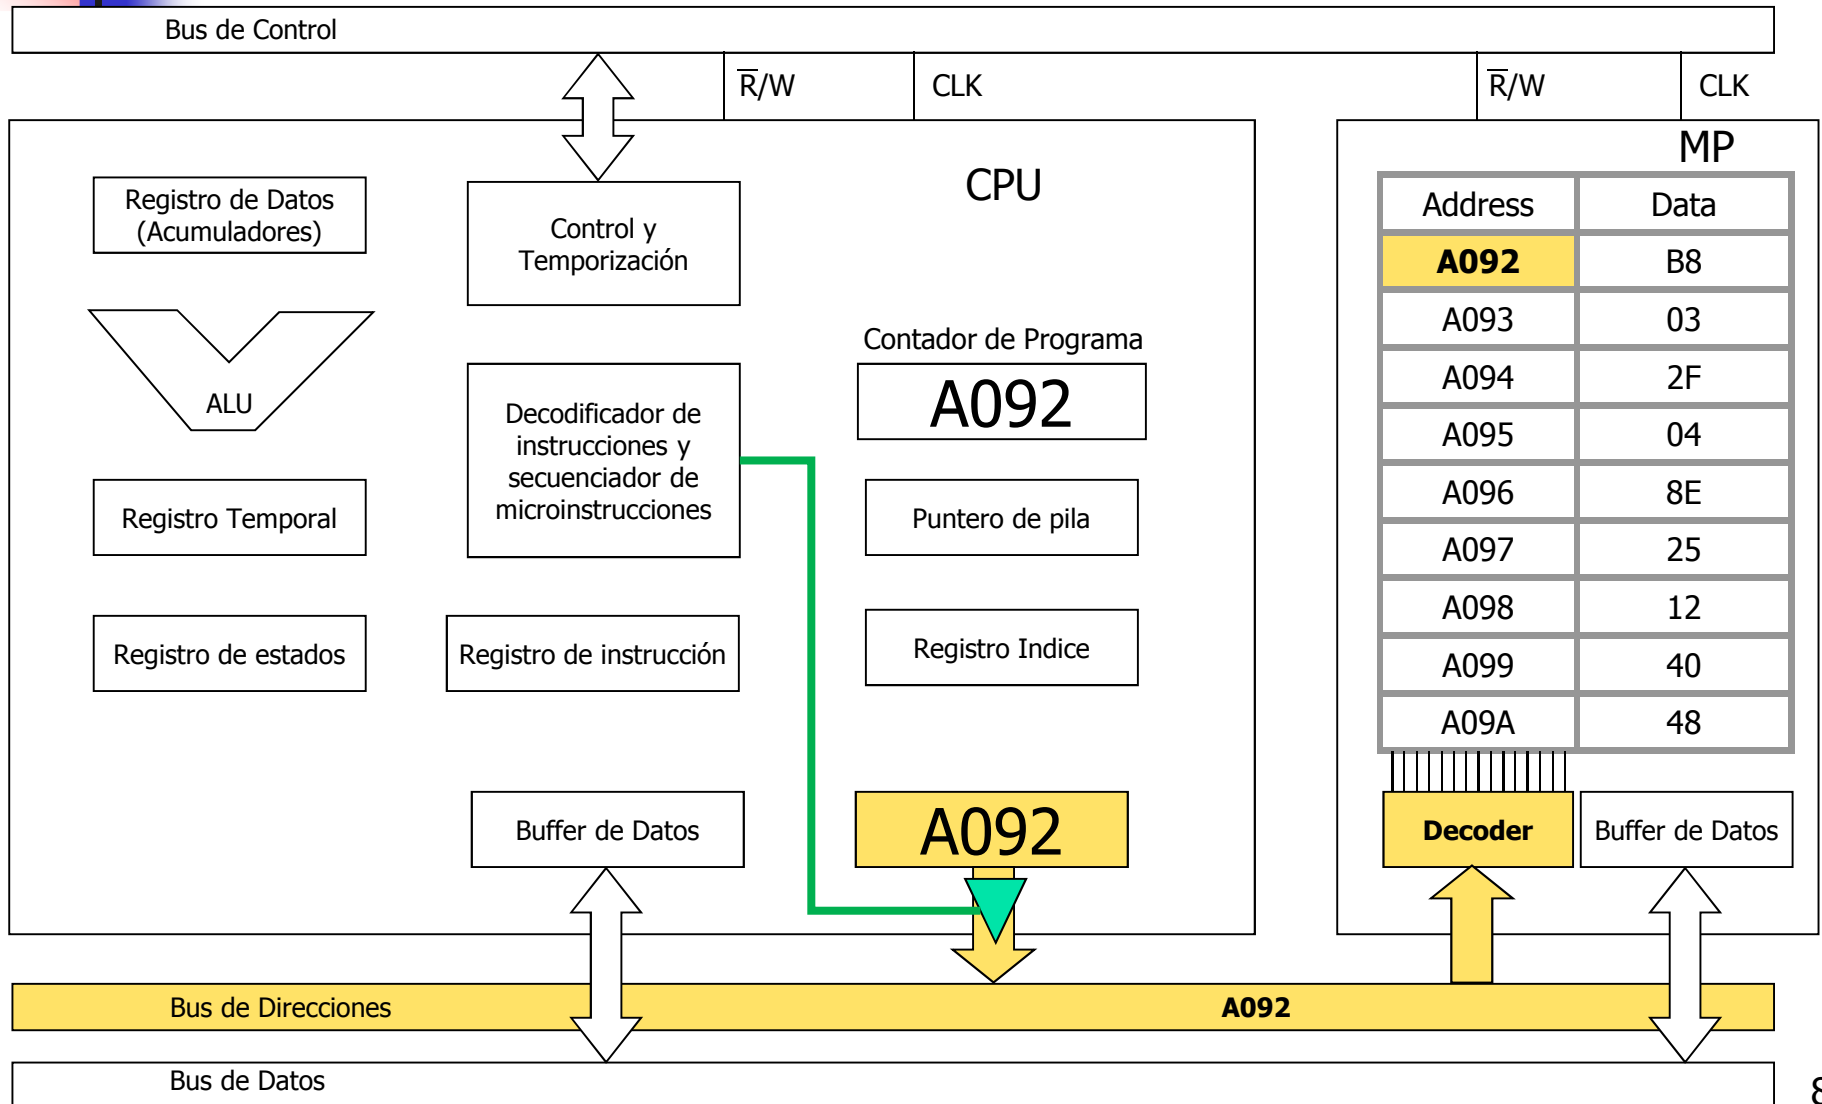 Bus de Control
R/W
CLK
R/W
CLK
CPU
MP
Registro de Datos
(Acumuladores)
Control y
Temporización
ALU
Decodificador de
instrucciones y
secuenciador de
microinstrucciones
Contador de Programa
A092
Registro Temporal
Puntero de pila
Registro de estados
Registro de instrucción
Registro Indice
Buffer de Datos
A092
Address Data
A092 B8
A093 03
A094 2F
A095 04
A096 8E
A097 25
A098 12
A099 40
A09A 48
Decoder
Buffer de Datos
Bus de Direcciones
A092
Bus de Datos